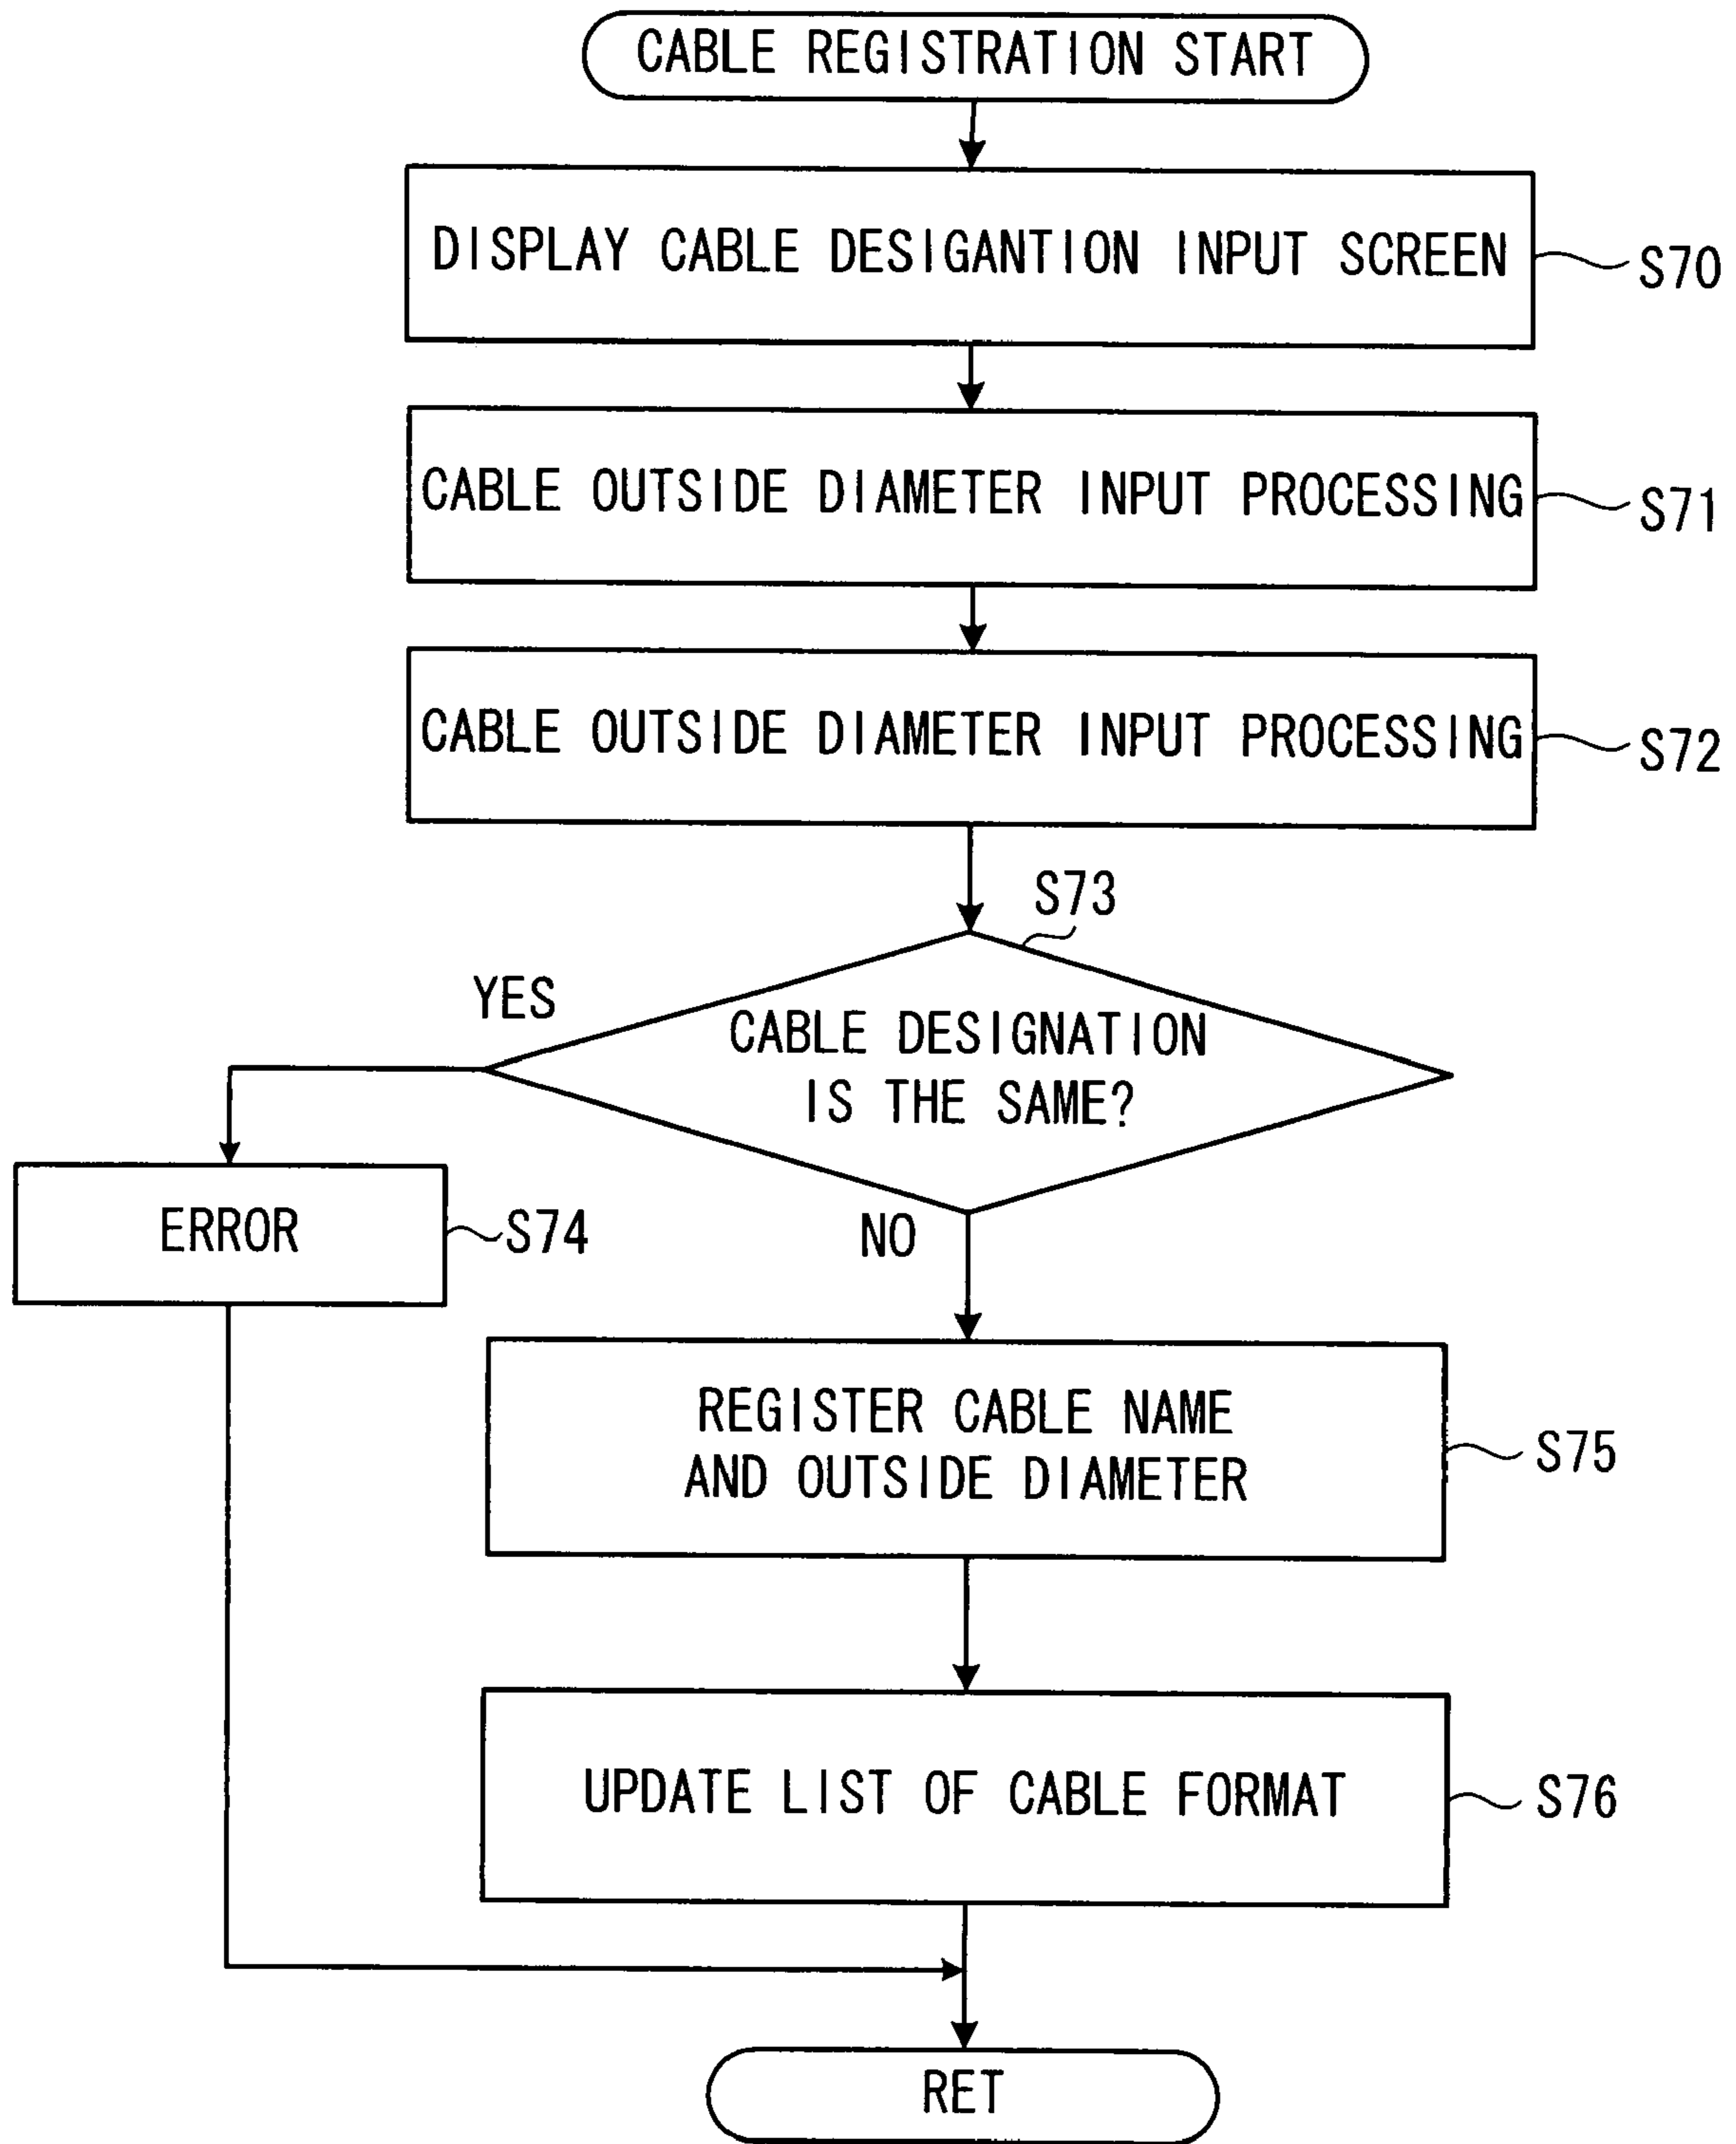 CABLE REGISTRATION START
DISPLAY CABLE DESIGANTION INPUT SCREEN
S70
CABLE OUTSIDE DIAMETER INPUT PROCESSING
S71
CABLE OUTSIDE DIAMETER INPUT PROCESSING
S72
S73
YES
CABLE DESIGNATION
IS THE SAME?
ERROR
S74
NO
REGISTER CABLE NAME
AND OUTSIDE DIAMETER
S75
UPDATE LIST OF CABLE FORMAT
S76
RET